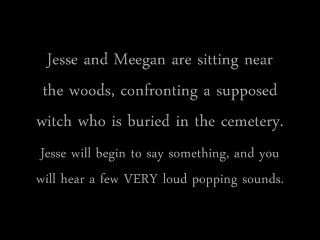 Jesse and Meegan are sitting near
the woods, confronting a supposed
witch who is buried in the cemetery.
Jesse will begin to say something, and you
will hear a few VERY loud popping sounds.